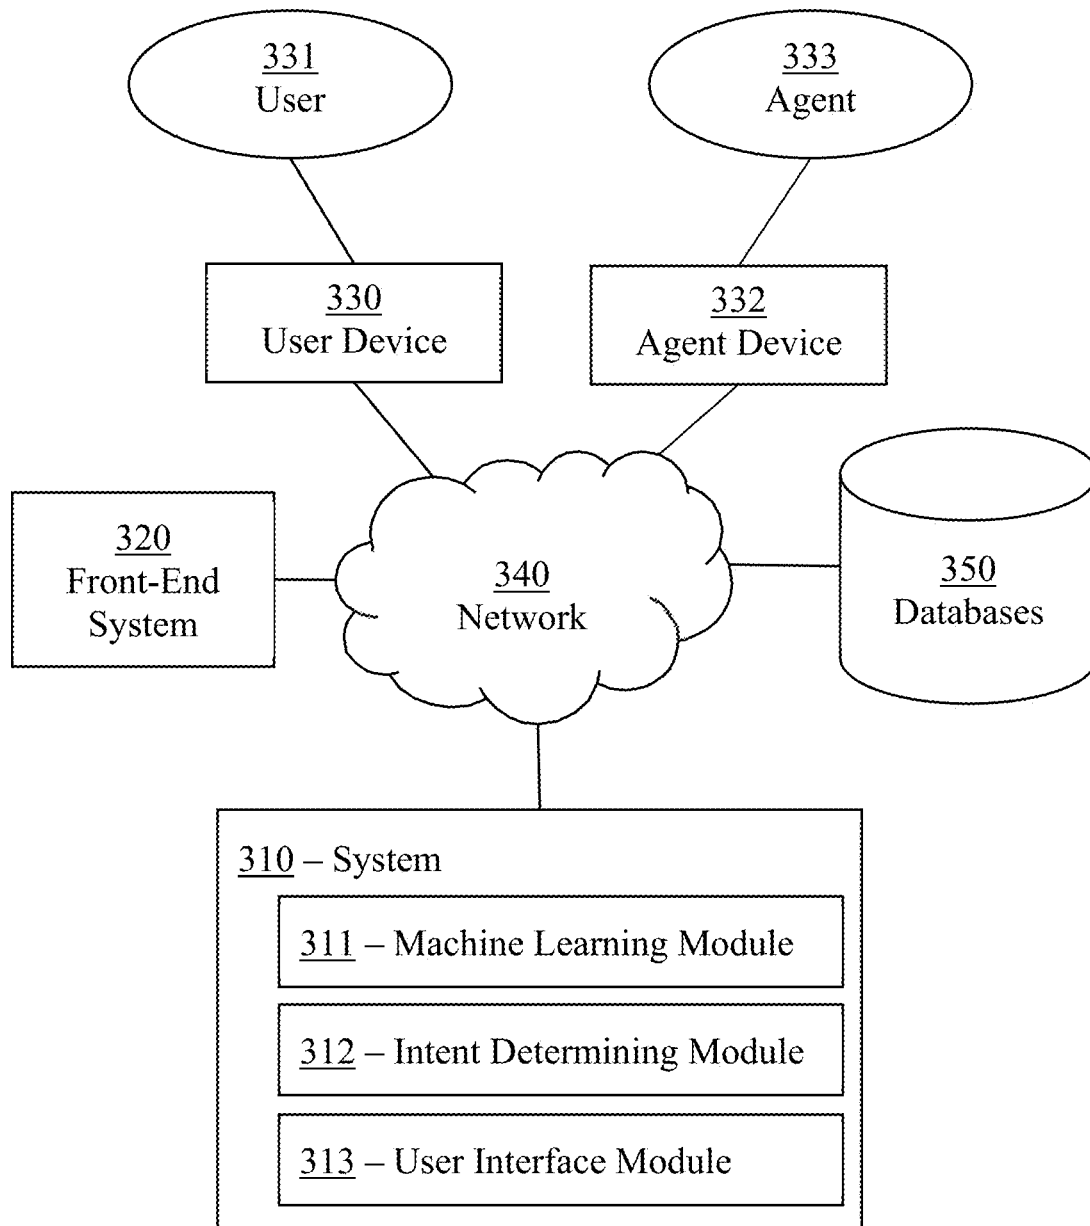 331
User
333
Agent
330
User Device
332
Agent Device
320
Front-End
System
340
Network
350
Databases
310 – System
311 – Machine Learning Module
312 – Intent Determining Module
313 – User Interface Module